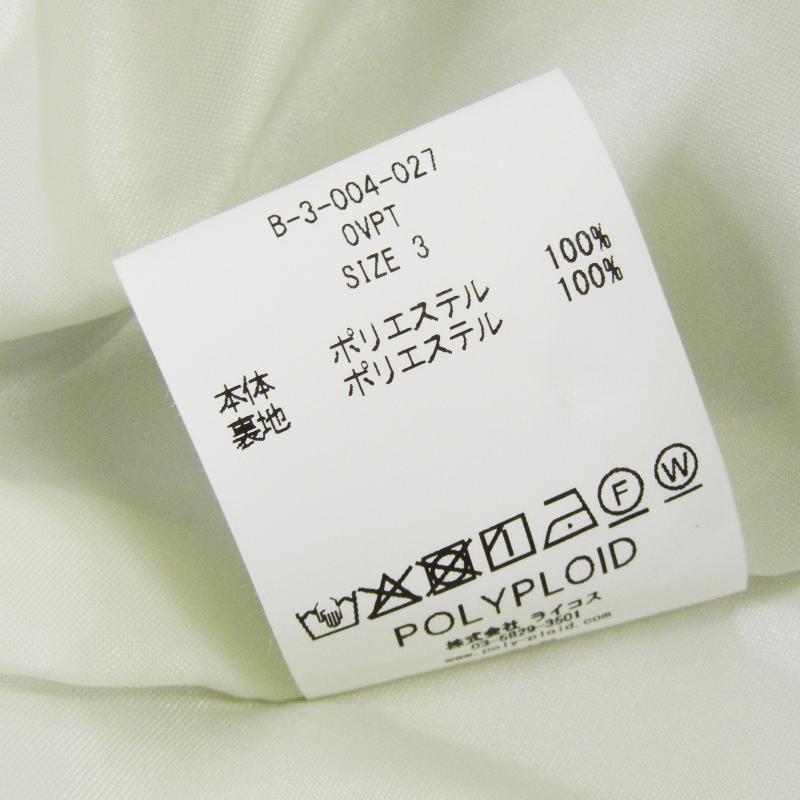 B-3-004-027
OVPT
SIZE 3
本体 ポリエステル 100%
裏地 ポリエステル 100%
F W
POLYPLOID
株式会社 ライコス
03-5829-3501
www.poly-ploid.com